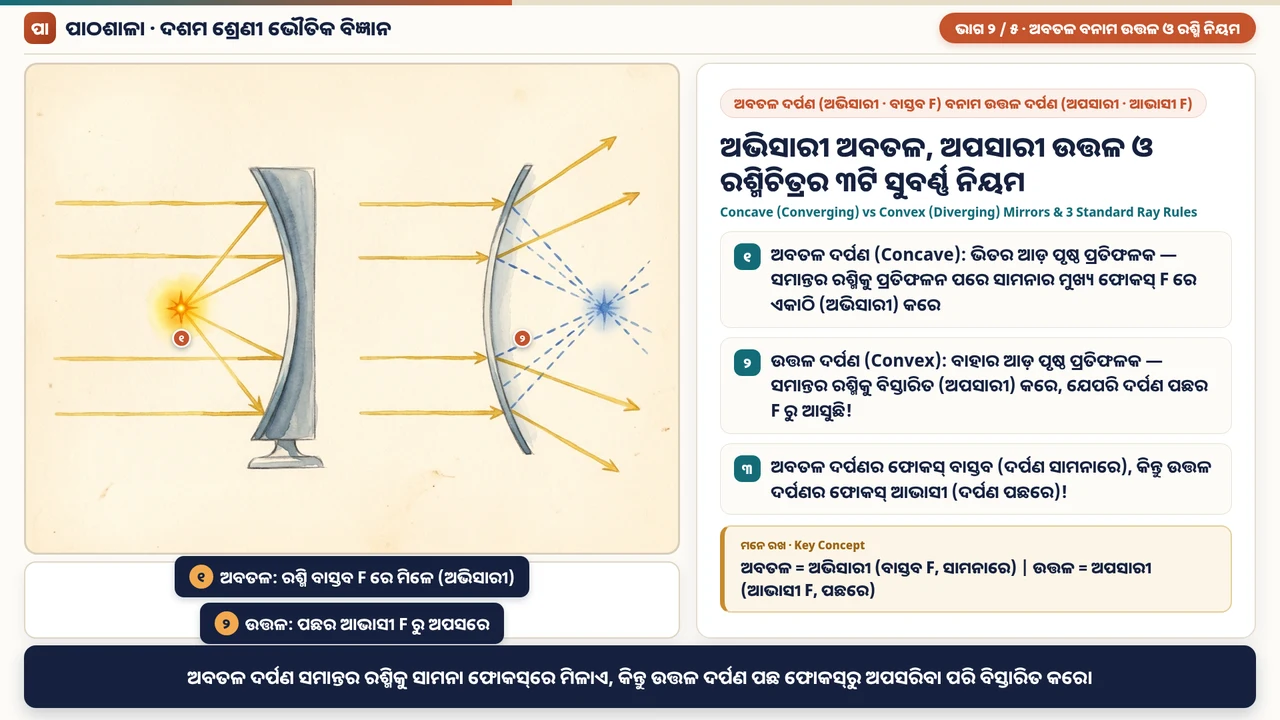 ପା ପାଠଶାଳା · ଦଶମ ଶ୍ରେଣୀ ଭୌତିକ ବିଜ୍ଞାନ
ଭାଗ ୨ / ୫ · ଅବତଳ ବନାମ ଉତ୍ତଳ ଓ ରଶ୍ମି ନିୟମ
୧
୨
୧ ଅବତଳ: ରଶ୍ମି ବାସ୍ତବ F ରେ ମିଳେ (ଅଭିସାରୀ)
୨ ଉତ୍ତଳ: ପଛର ଆଭାସୀ F ରୁ ଅପସରେ
ଅବତଳ ଦର୍ପଣ (ଅଭିସାରୀ · ବାସ୍ତବ F) ବନାମ ଉତ୍ତଳ ଦର୍ପଣ (ଅପସାରୀ · ଆଭାସୀ F)
ଅଭିସାରୀ ଅବତଳ, ଅପସାରୀ ଉତ୍ତଳ ଓ
ରଶ୍ମିଚିତ୍ରର ୩ଟି ସୁବର୍ଣ୍ଣ ନିୟମ
Concave (Converging) vs Convex (Diverging) Mirrors & 3 Standard Ray Rules
୧ ଅବତଳ ଦର୍ପଣ (Concave): ଭିତର ଆଡ଼ ପୃଷ୍ଠ ପ୍ରତିଫଳକ —
ସମାନ୍ତର ରଶ୍ମିକୁ ପ୍ରତିଫଳନ ପରେ ସାମନାର ମୁଖ୍ୟ ଫୋକସ୍ F ରେ
ଏକାଠି (ଅଭିସାରୀ) କରେ
୨ ଉତ୍ତଳ ଦର୍ପଣ (Convex): ବାହାର ଆଡ଼ ପୃଷ୍ଠ ପ୍ରତିଫଳକ —
ସମାନ୍ତର ରଶ୍ମିକୁ ବିସ୍ତାରିତ (ଅପସାରୀ) କରେ, ଯେପରି ଦର୍ପଣ ପଛର
F ରୁ ଆସୁଛି!
୩ ଅବତଳ ଦର୍ପଣର ଫୋକସ୍ ବାସ୍ତବ (ଦର୍ପଣ ସାମନାରେ), କିନ୍ତୁ ଉତ୍ତଳ
ଦର୍ପଣର ଫୋକସ୍ ଆଭାସୀ (ଦର୍ପଣ ପଛରେ)!
ମନେ ରଖ · Key Concept
ଅବତଳ = ଅଭିସାରୀ (ବାସ୍ତବ F, ସାମନାରେ) | ଉତ୍ତଳ = ଅପସାରୀ
(ଆଭାସୀ F, ପଛରେ)
ଅବତଳ ଦର୍ପଣ ସମାନ୍ତର ରଶ୍ମିକୁ ସାମନା ଫୋକସ୍‌ରେ ମିଳାଏ, କିନ୍ତୁ ଉତ୍ତଳ ଦର୍ପଣ ପଛ ଫୋକସ୍‌ରୁ ଅପସରିବା ପରି ବିସ୍ତାରିତ କରେ।